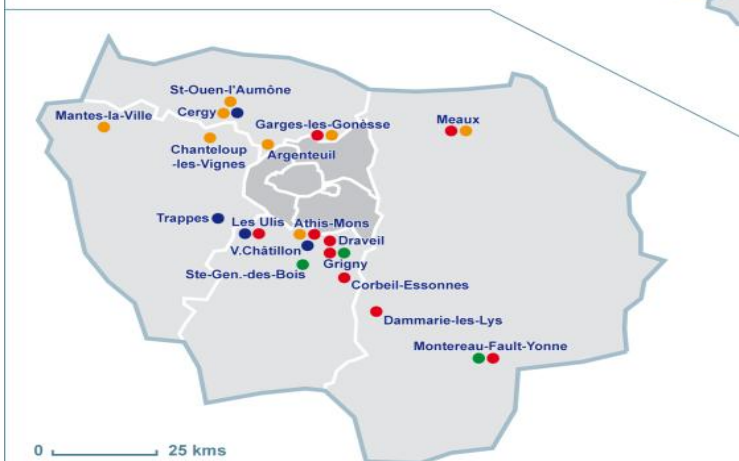 St-Ouen-l'Aumône
Cergy
Mantes-la-Ville
Garges-les-Gonèsse
Meaux
Chanteloup
-les-Vignes
Argenteuil
Trappes
Les Ulis
Athis-Mons
Draveil
V.Châtillon
Grigny
Ste-Gen.-des-Bois
Corbeil-Essonnes
Dammarie-les-Lys
Montereau-Fault-Yonne
0 25 kms